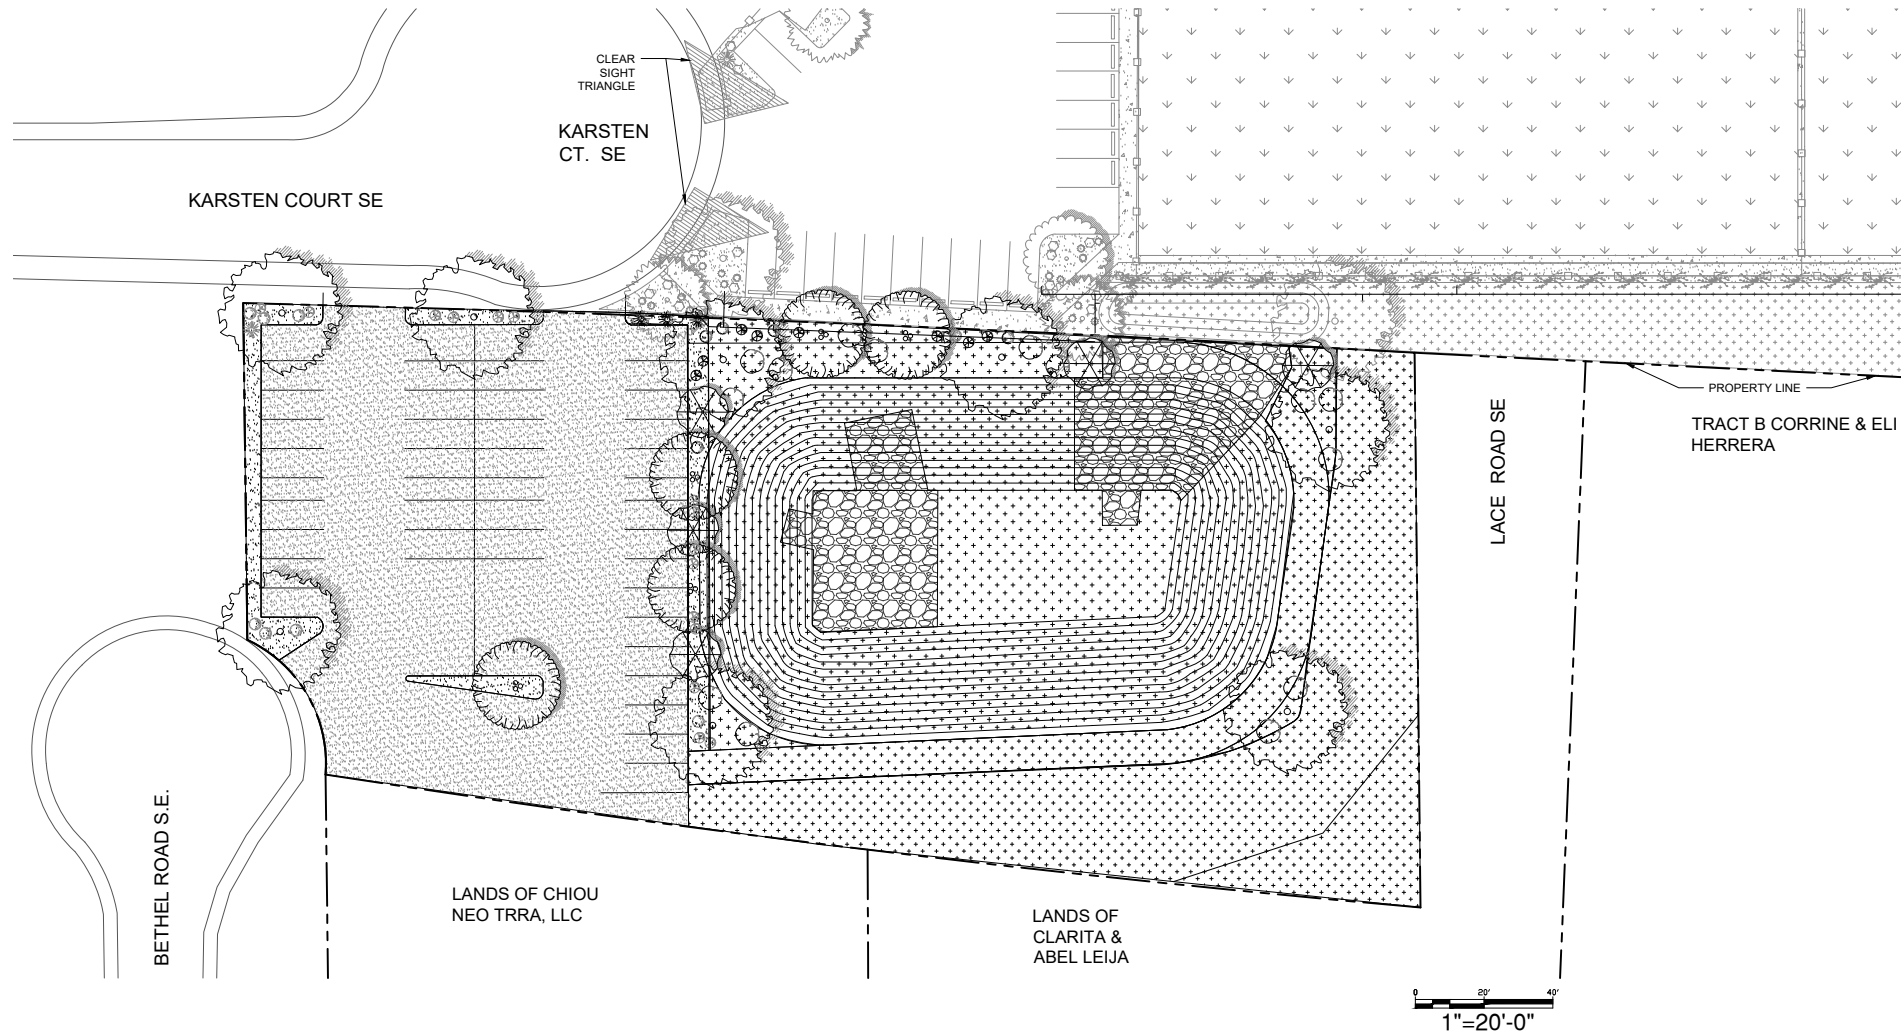 CLEAR
SIGHT
TRIANGLE
KARSTEN
CT. SE
KARSTEN COURT SE
PROPERTY LINE
TRACT B CORRINE & ELI
HERRERA
LACE ROAD SE
BETHEL ROAD S.E.
LANDS OF CHIOU
NEO TRRA, LLC
LANDS OF
CLARITA &
ABEL LEIJA
0 20' 40'
1"=20'-0"